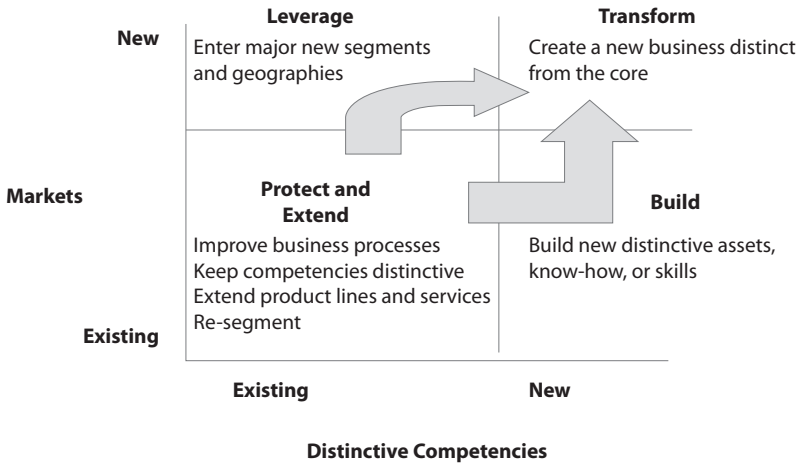 Leverage
Transform
New
Enter major new segments
and geographies
Create a new business distinct
from the core
Markets
Protect and
Extend
Build
Improve business processes
Keep competencies distinctive
Extend product lines and services
Re-segment
Build new distinctive assets,
know-how, or skills
Existing
Existing
New
Distinctive Competencies